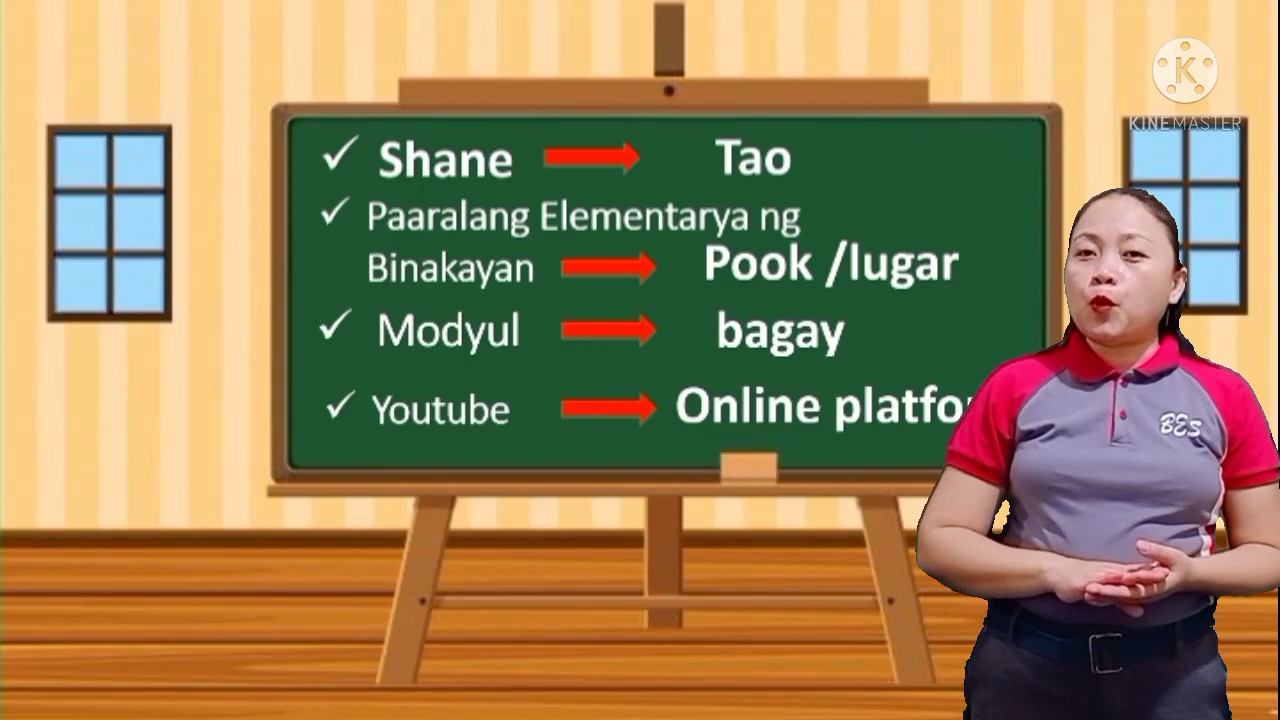 ✓ Shane → Tao
✓ Paaralang Elementarya ng
Binakayan → Pook /lugar
✓ Modyul → bagay
✓ Youtube → Online platfo
KINEMASTER
BES